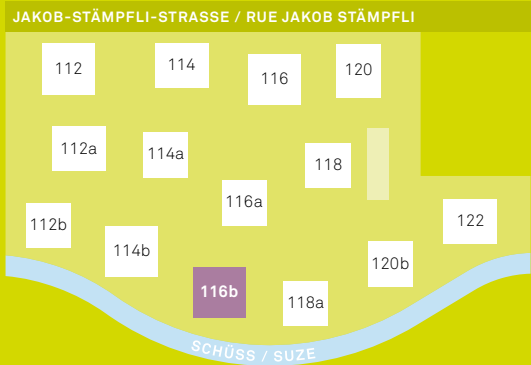 JAKOB-STÄMPFLI-STRASSE / RUE JAKOB STÄMPFLI
112
114
116
120
112a
114a
118
116a
112b
122
114b
120b
116b
118a
SCHÜSS / SUZE